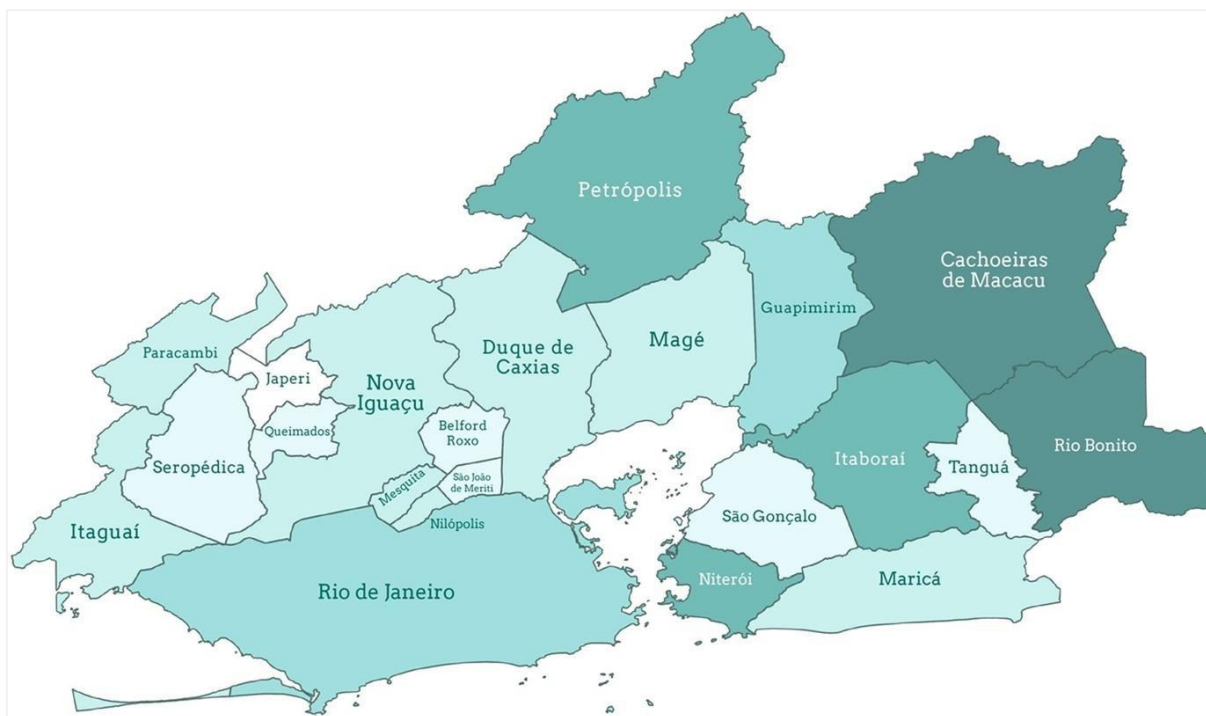 Petrópolis
Cachoeiras
de Macacu
Guapimirim
Magé
Duque de
Caxias
Paracambi
Japeri
Nova
Iguaçu
Queimados
Belford
Roxo
Rio Bonito
Itaboraí
Tanguá
Seropédica
Mesquita
São João
de Meriti
São Gonçalo
Nilópolis
Itaguaí
Niterói
Maricá
Rio de Janeiro